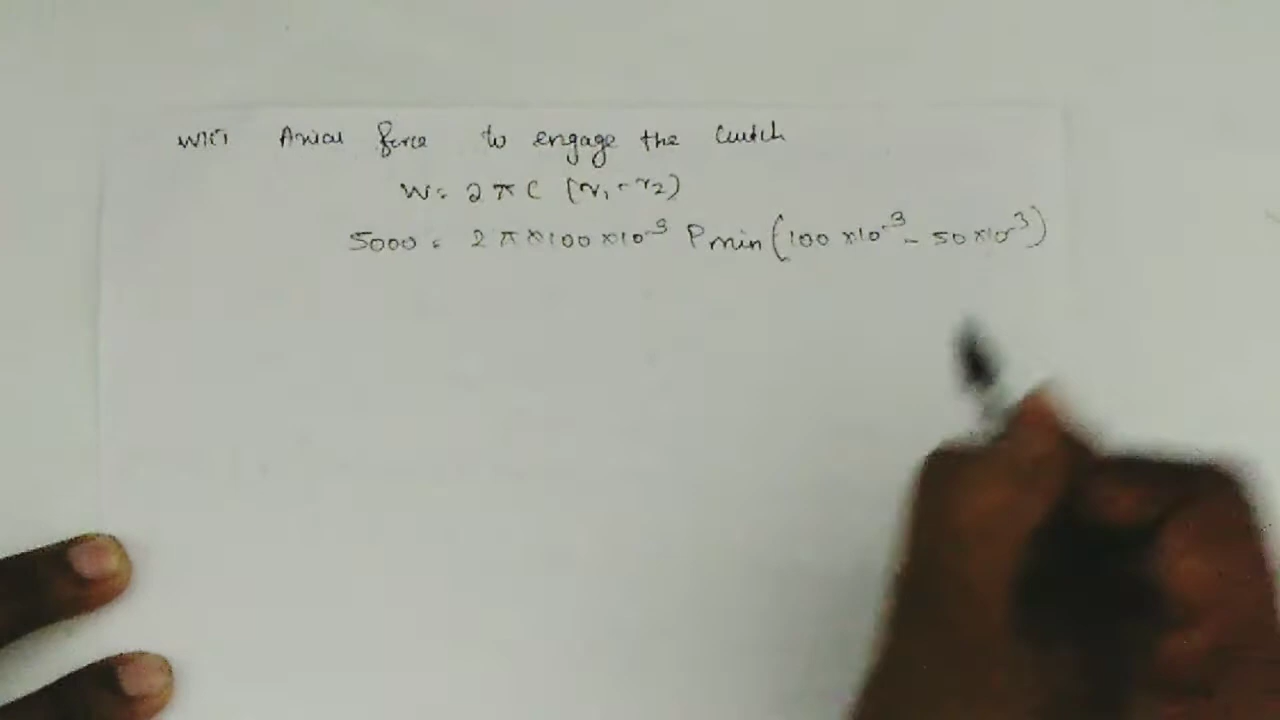 WKT Axial force to engage the clutch
W = 2πC (r₁ - r₂)
5000 = 2π×100×10⁻³ Pmin(100×10⁻³ - 50×10⁻³)